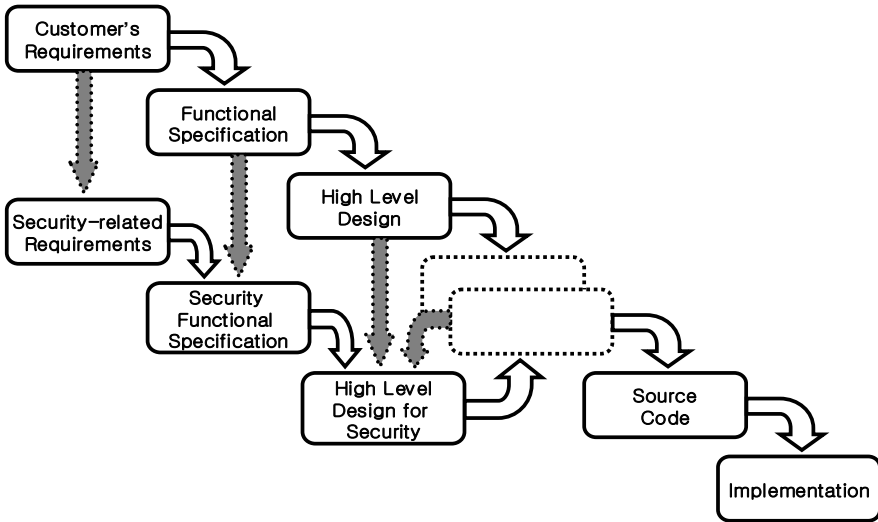 Customer's
Requirements
Functional
Specification
High Level
Design
Security-related
Requirements
Security
Functional
Specification
High Level
Design for
Security
Source
Code
Implementation